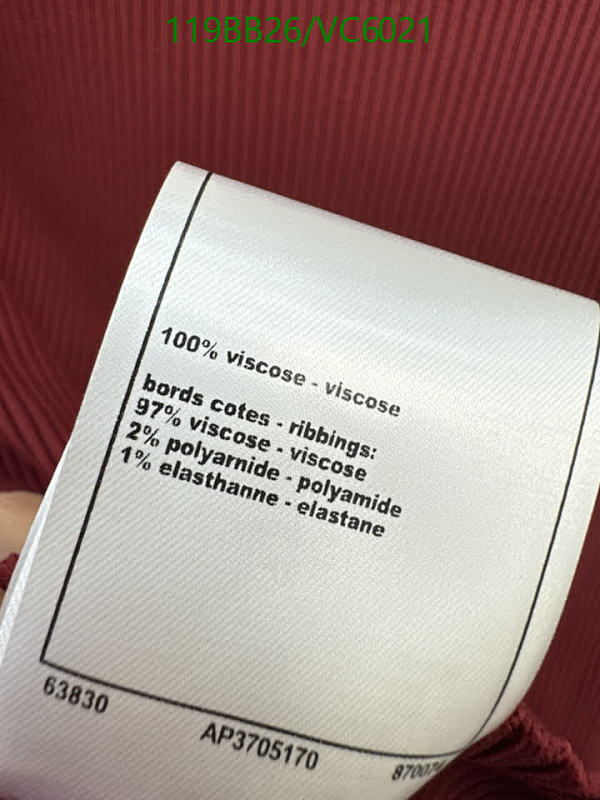 119BB26/VC6021
100% viscose - viscose
bords cotes - ribbings:
97% viscose - viscose
2% polyarnide - polyamide
1% elasthanne - elastane
63830
AP3705170